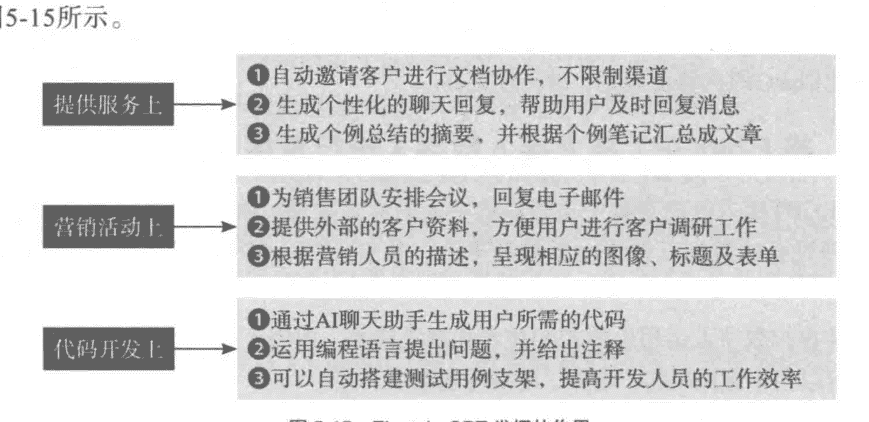 5-15所示。
提供服务上
❶自动邀请客户进行文档协作，不限制渠道
❷ 生成个性化的聊天回复，帮助用户及时回复消息
❸ 生成个例总结的摘要，并根据个例笔记汇总成文章
营销活动上
❶为销售团队安排会议，回复电子邮件
❷提供外部的客户资料，方便用户进行客户调研工作
❸根据营销人员的描述，呈现相应的图像、标题及表单
代码开发上
❶通过AI聊天助手生成用户所需的代码
❷运用编程语言提出问题，并给出注释
❸可以自动搭建测试用例支架，提高开发人员的工作效率